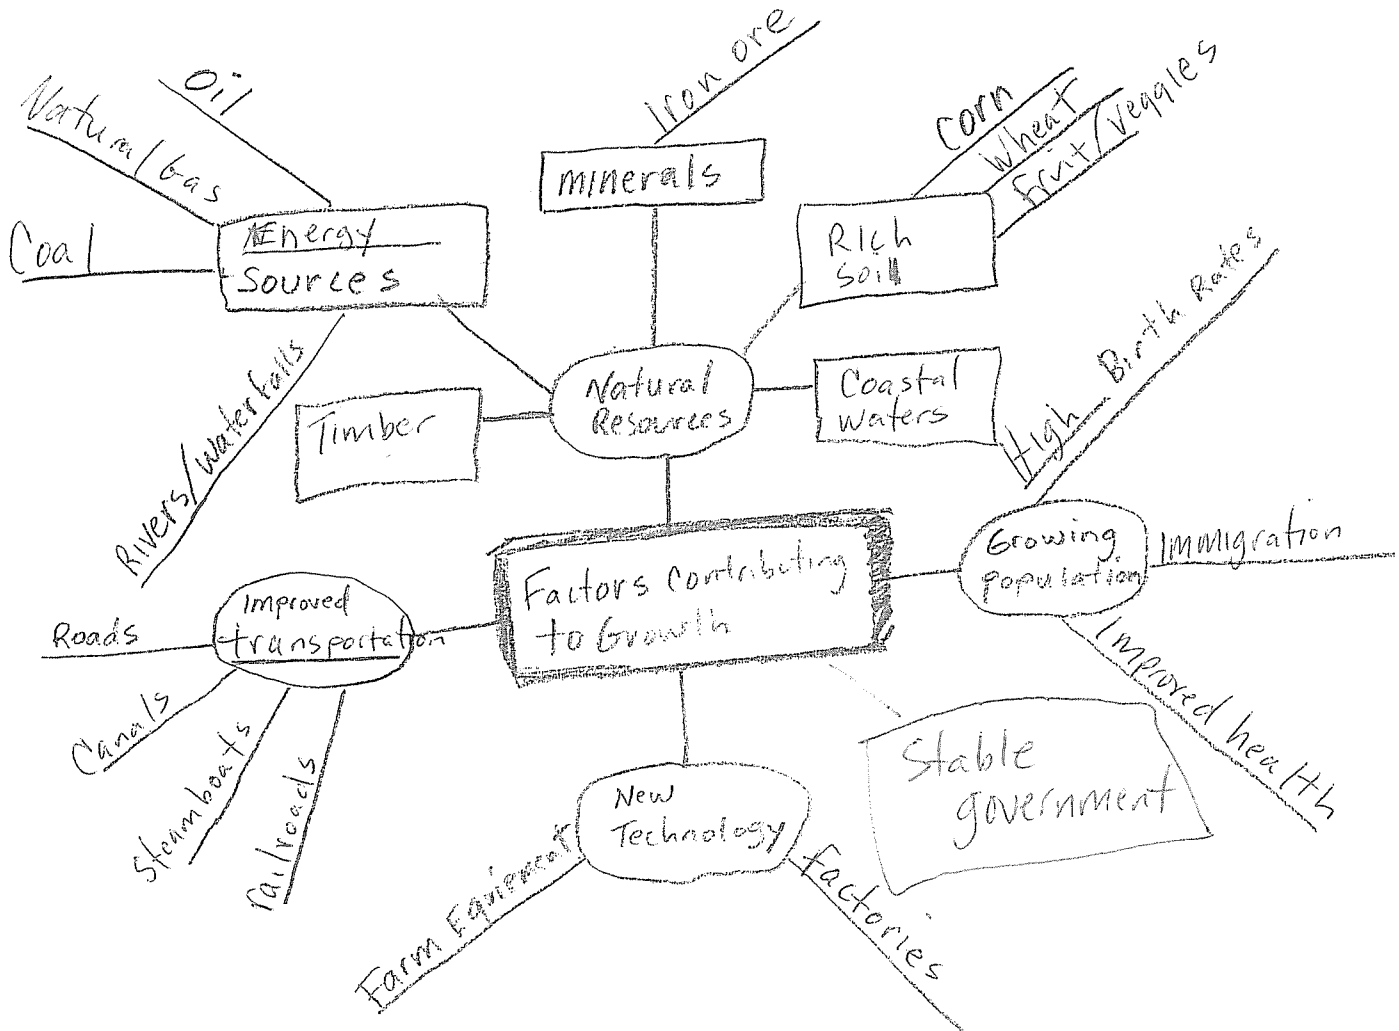 Oil
Natural Gas
Coal
Energy
Sources
Rivers/waterfalls
Iron ore
minerals
Corn
Wheat
Fruit/veggies
Rich
Soil
Timber
Natural
Resources
Coastal
Waters
High Birth Rates
Growing
population
Immigration
Improved health
Factors contributing
to Growth
Improved
transportation
Roads
Canals
Steamboats
railroads
New
Technology
Farm Equiement
Factories
Stable
government